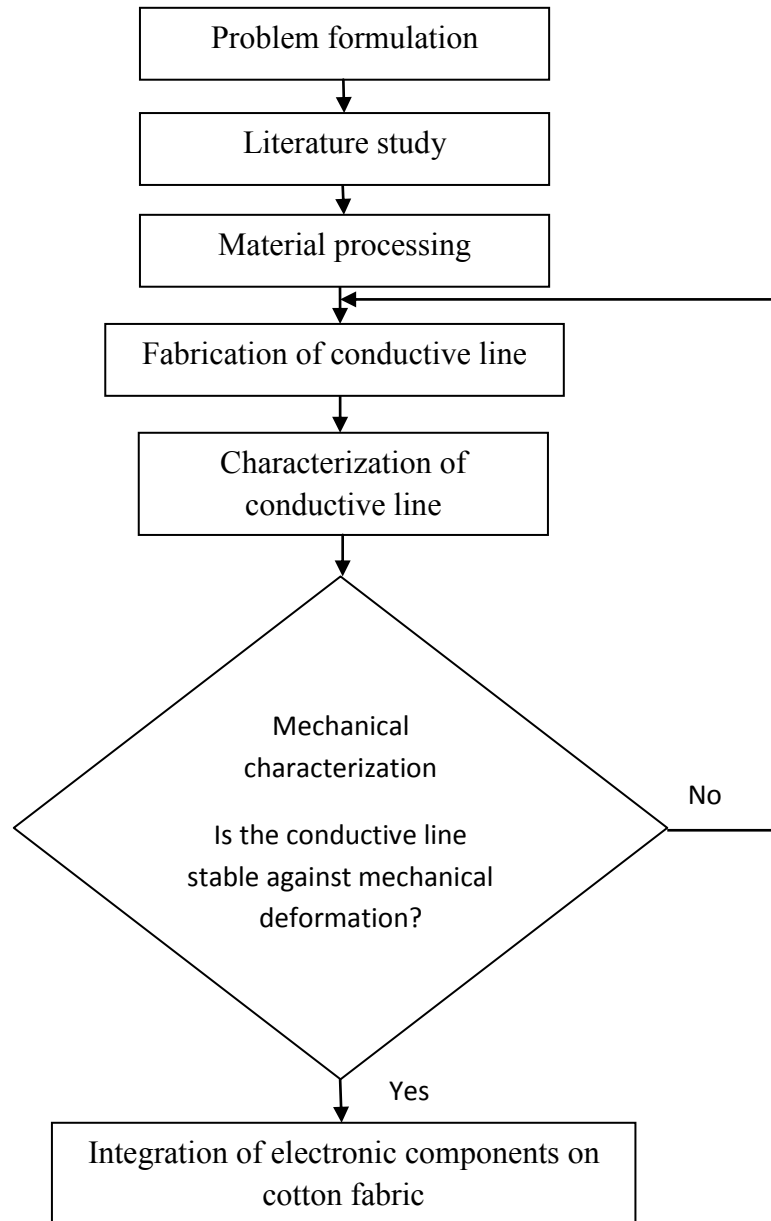 Problem formulation
Literature study
Material processing
Fabrication of conductive line
Characterization of
conductive line
Mechanical
characterization
Is the conductive line
stable against mechanical
deformation?
No
Yes
Integration of electronic components on
cotton fabric